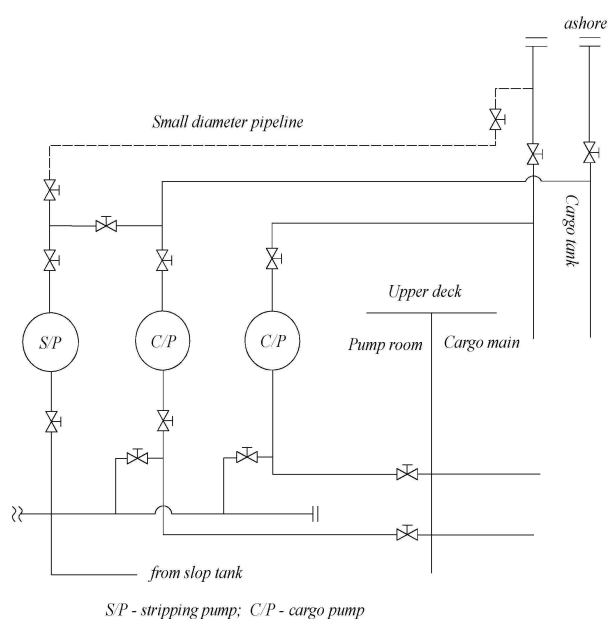 ashore
Small diameter pipeline
Cargo tank
Upper deck
S/P
C/P
C/P
Pump room
Cargo main
from slop tank
S/P - stripping pump; C/P - cargo pump